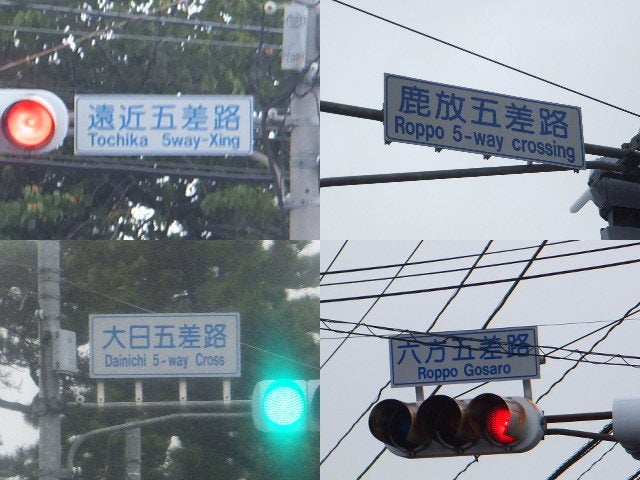 遠近五差路
Tochika 5way-Xing
鹿放五差路
Roppo 5-way crossing
大日五差路
Dainichi 5-way Cross
六方五差路
Roppo Gosaro